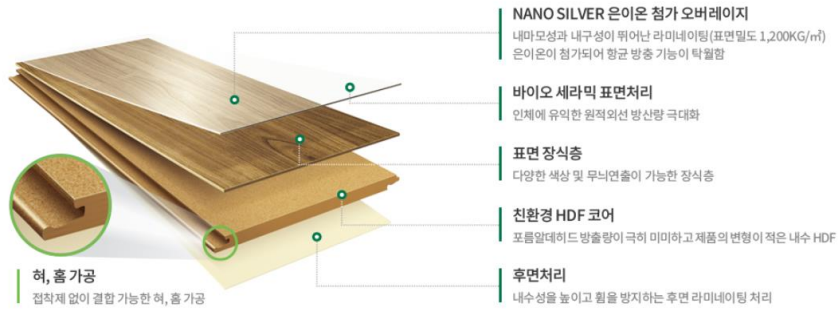 NANO SILVER 은이온 첨가 오버레이지
내마모성과 내구성이 뛰어난 라미네이팅(표면밀도 1,200KG/㎥)
은이온이 첨가되어 항균 방충 기능이 탁월함
바이오 세라믹 표면처리
인체에 유익한 원적외선 방산량 극대화
표면 장식층
다양한 색상 및 무늬연출이 가능한 장식층
친환경 HDF 코어
포름알데히드 방출량이 극히 미미하고 제품의 변형이 적은 내수 HDF
후면처리
내수성을 높이고 휨을 방지하는 후면 라미네이팅 처리
혀, 홈 가공
접착제 없이 결합 가능한 혀, 홈 가공